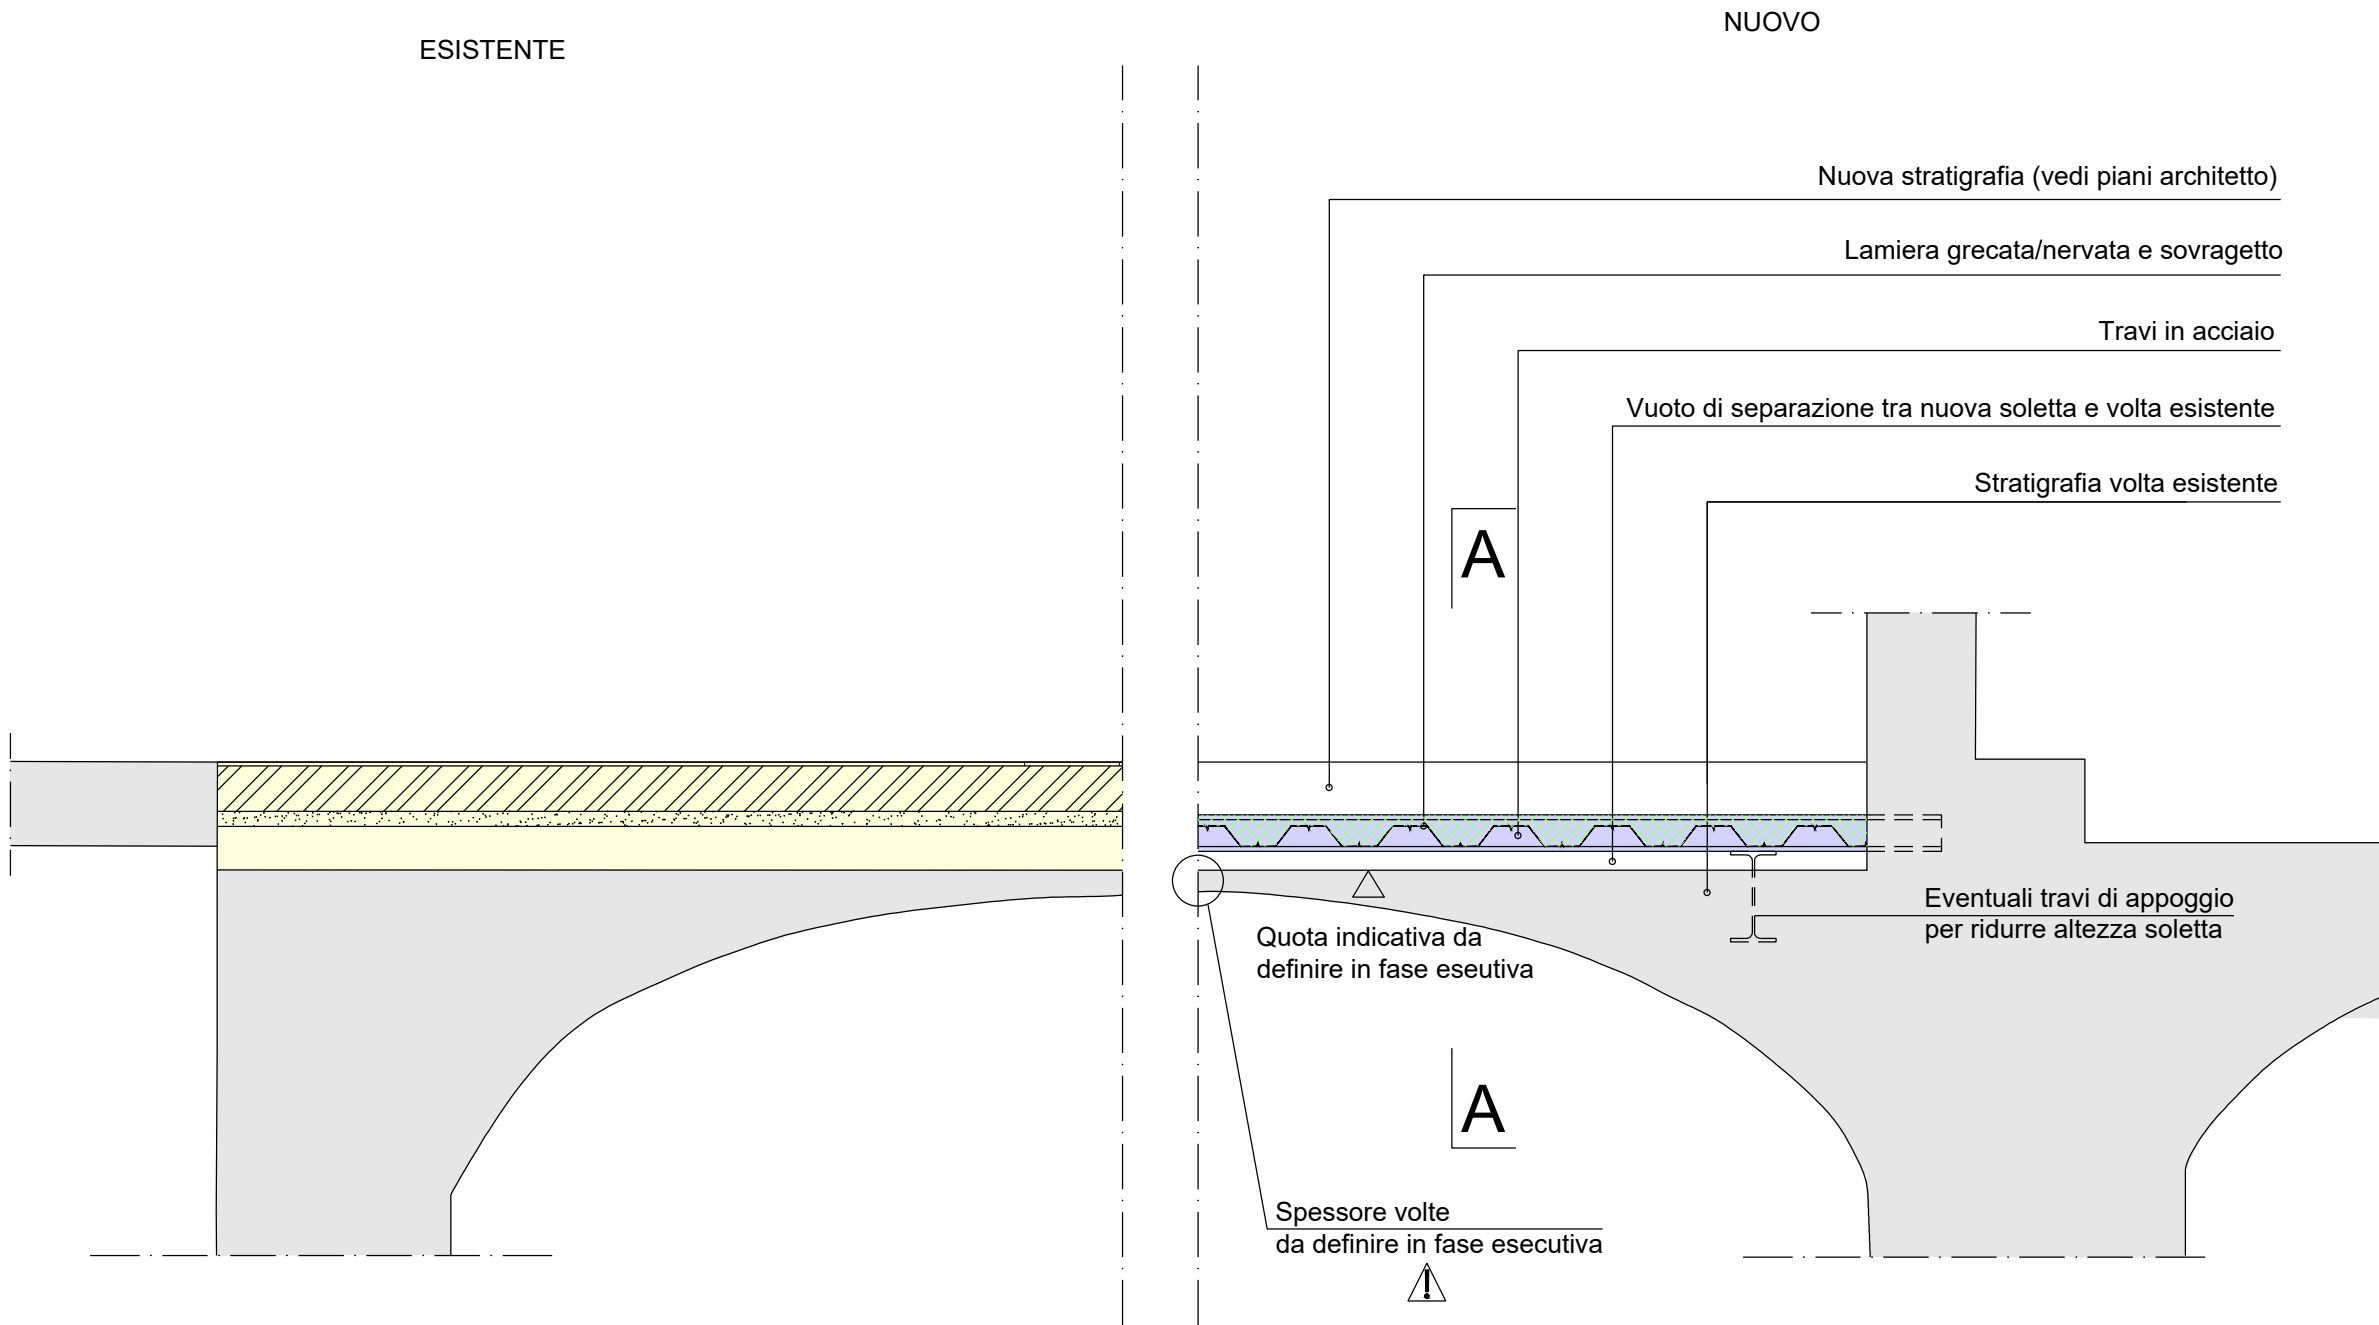 ESISTENTE
NUOVO
Nuova stratigrafia (vedi piani architetto)
Lamiera grecata/nervata e sovragetto
Travi in acciaio
Vuoto di separazione tra nuova soletta e volta esistente
Stratigrafia volta esistente
A
Eventuali travi di appoggio
per ridurre altezza soletta
Quota indicativa da
definire in fase eseutiva
A
Spessore volte
da definire in fase esecutiva
!